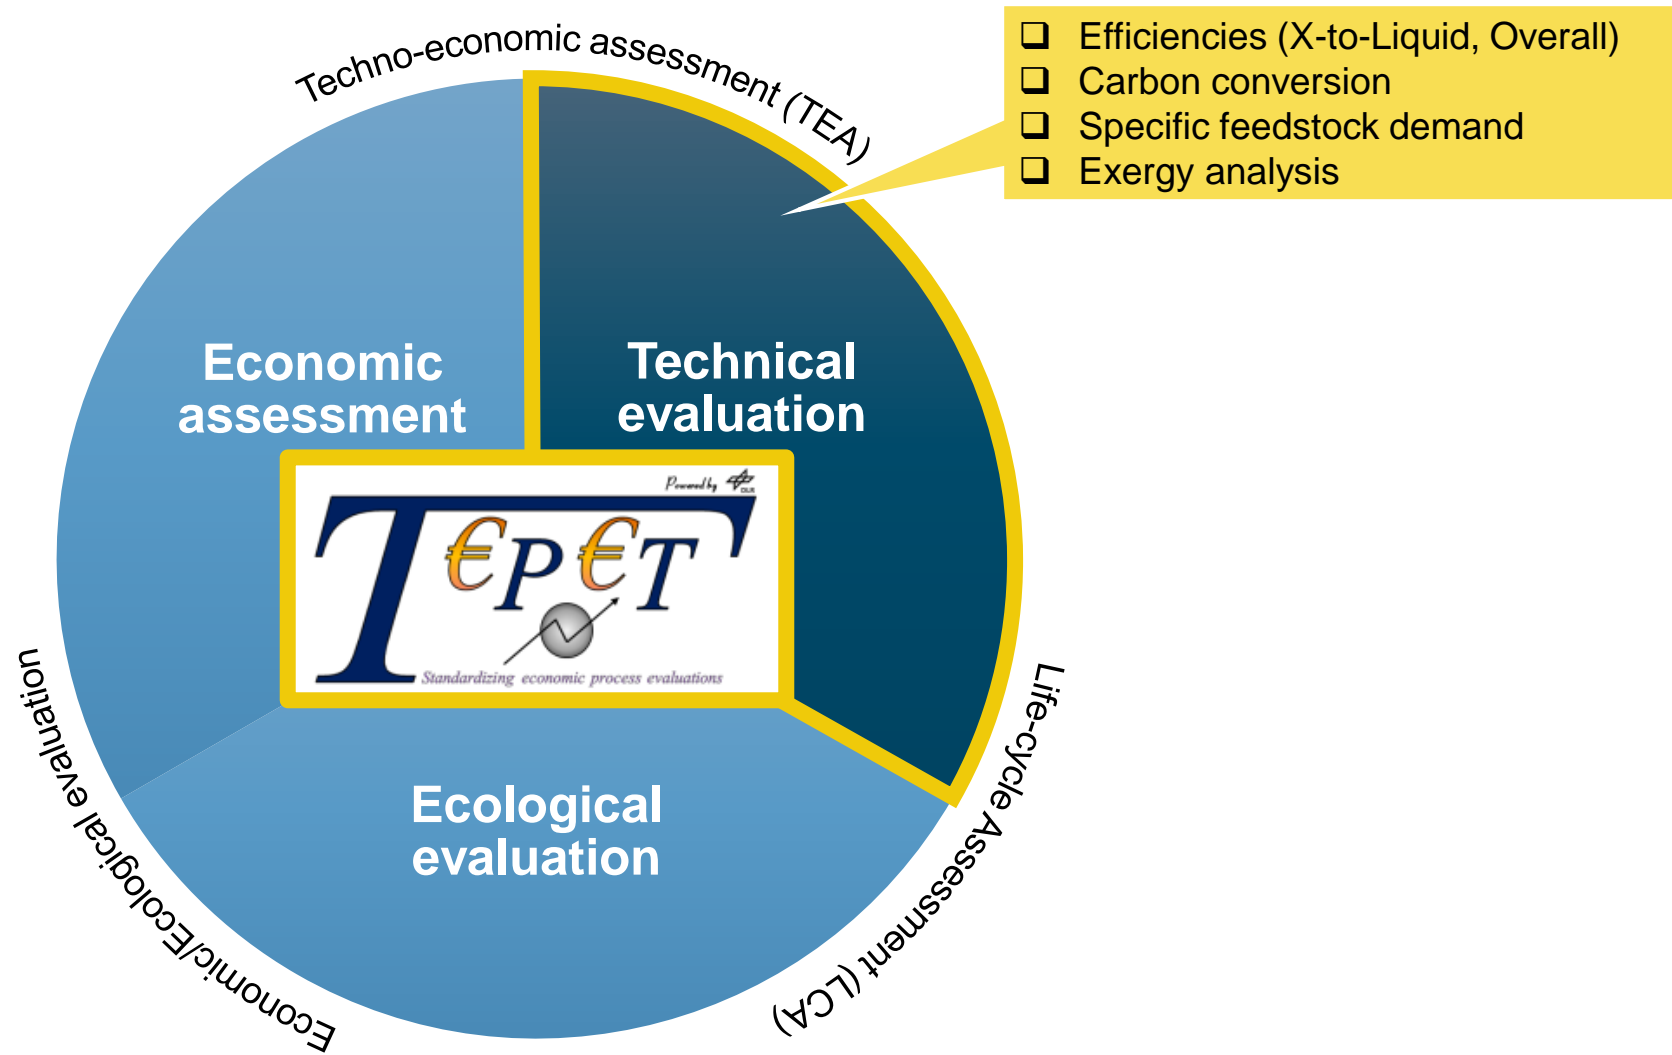 Techno-economic assessment (TEA)
❑ Efficiencies (X-to-Liquid, Overall)
❑ Carbon conversion
❑ Specific feedstock demand
❑ Exergy analysis
Economic
assessment
Technical
evaluation
Powered by DLR
T€P€T
Standardizing economic process evaluations
Ecological
evaluation
Economic/Ecological evaluation
Life-cycle Assessment (LCA)